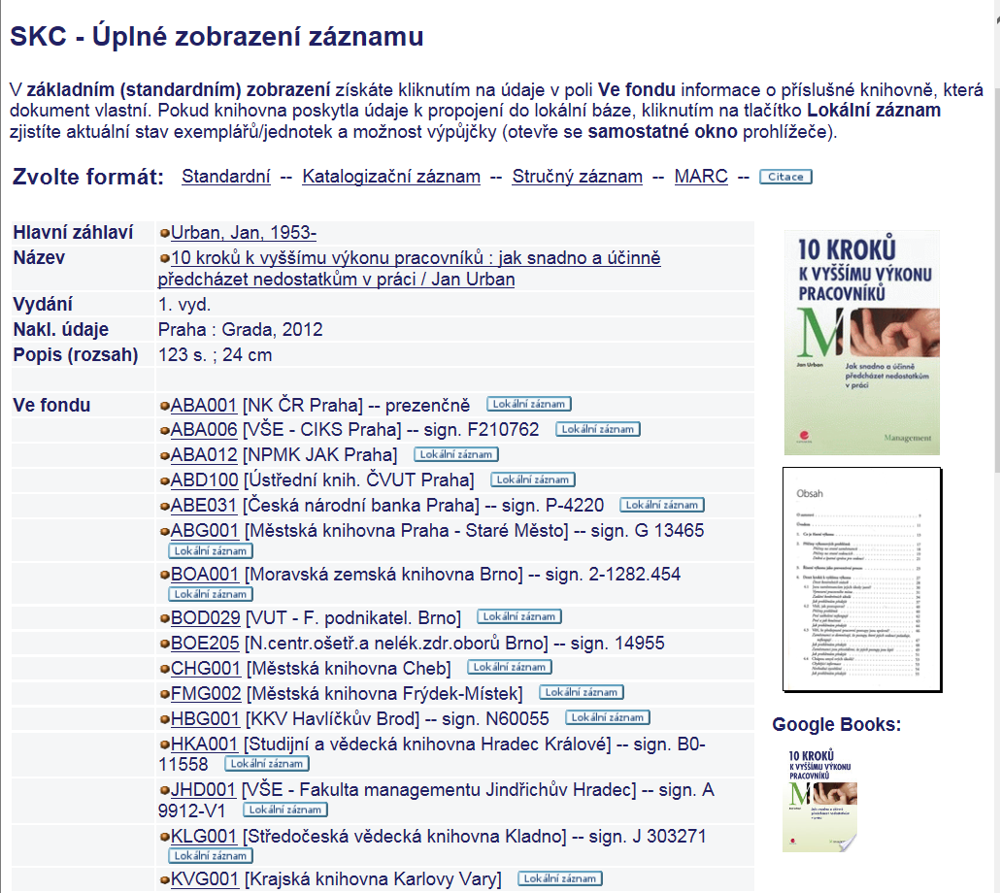 SKC - Úplné zobrazení záznamu
V základním (standardním) zobrazení získáte kliknutím na údaje v poli Ve fondu informace o příslušné knihovně, která
dokument vlastní. Pokud knihovna poskytla údaje k propojení do lokální báze, kliknutím na tlačítko Lokální záznam
zjistíte aktuální stav exemplářů/jednotek a možnost výpůjčky (otevře se samostatné okno prohlížeče).
Zvolte formát: Standardní -- Katalogizační záznam -- Stručný záznam -- MARC -- Citace
Hlavní záhlaví Urban, Jan, 1953-
Název 10 kroků k vyššímu výkonu pracovníků : jak snadno a účinně
předcházet nedostatkům v práci / Jan Urban
Vydání 1. vyd.
Nakl. údaje Praha : Grada, 2012
Popis (rozsah) 123 s. ; 24 cm
Ve fondu ABA001 [NK ČR Praha] -- prezenčně Lokální záznam
ABA006 [VŠE - CIKS Praha] -- sign. F210762 Lokální záznam
ABA012 [NPMK JAK Praha] Lokální záznam
ABD100 [Ústřední knih. ČVUT Praha] Lokální záznam
ABE031 [Česká národní banka Praha] -- sign. P-4220 Lokální záznam
ABG001 [Městská knihovna Praha - Staré Město] -- sign. G 13465
Lokální záznam
BOA001 [Moravská zemská knihovna Brno] -- sign. 2-1282.454
Lokální záznam
BOD029 [VUT - F. podnikatel. Brno] Lokální záznam
BOE205 [N.centr.ošetř.a nelék.zdr.oborů Brno] -- sign. 14955
CHG001 [Městská knihovna Cheb] Lokální záznam
FMG002 [Městská knihovna Frýdek-Místek] Lokální záznam
HBG001 [KKV Havlíčkův Brod] -- sign. N60055 Lokální záznam
HKA001 [Studijní a vědecká knihovna Hradec Králové] -- sign. B0-
11558 Lokální záznam
JHD001 [VŠE - Fakulta managementu Jindřichův Hradec] -- sign. A
9912-V1 Lokální záznam
KLG001 [Středočeská vědecká knihovna Kladno] -- sign. J 303271
Lokální záznam
KVG001 [Krajská knihovna Karlovy Vary] Lokální záznam
10 KROKŮ
K VYŠŠÍMU VÝKONU
PRACOVNÍKŮ
M
Jan Urban
Jak snadno a účinně
předcházet nedostatkům
v práci
Management
Obsah
Google Books:
10 KROKŮ
K VYŠŠÍMU VÝKONU
PRACOVNÍKŮ
M